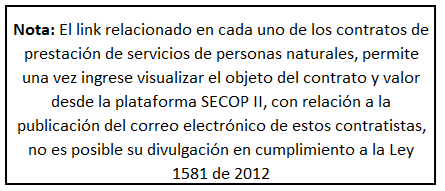 Nota: El link relacionado en cada uno de los contratos de
prestación de servicios de personas naturales, permite
una vez ingrese visualizar el objeto del contrato y valor
desde la plataforma SECOP II, con relación a la
publicación del correo electrónico de estos contratistas,
no es posible su divulgación en cumplimiento a la Ley
1581 de 2012